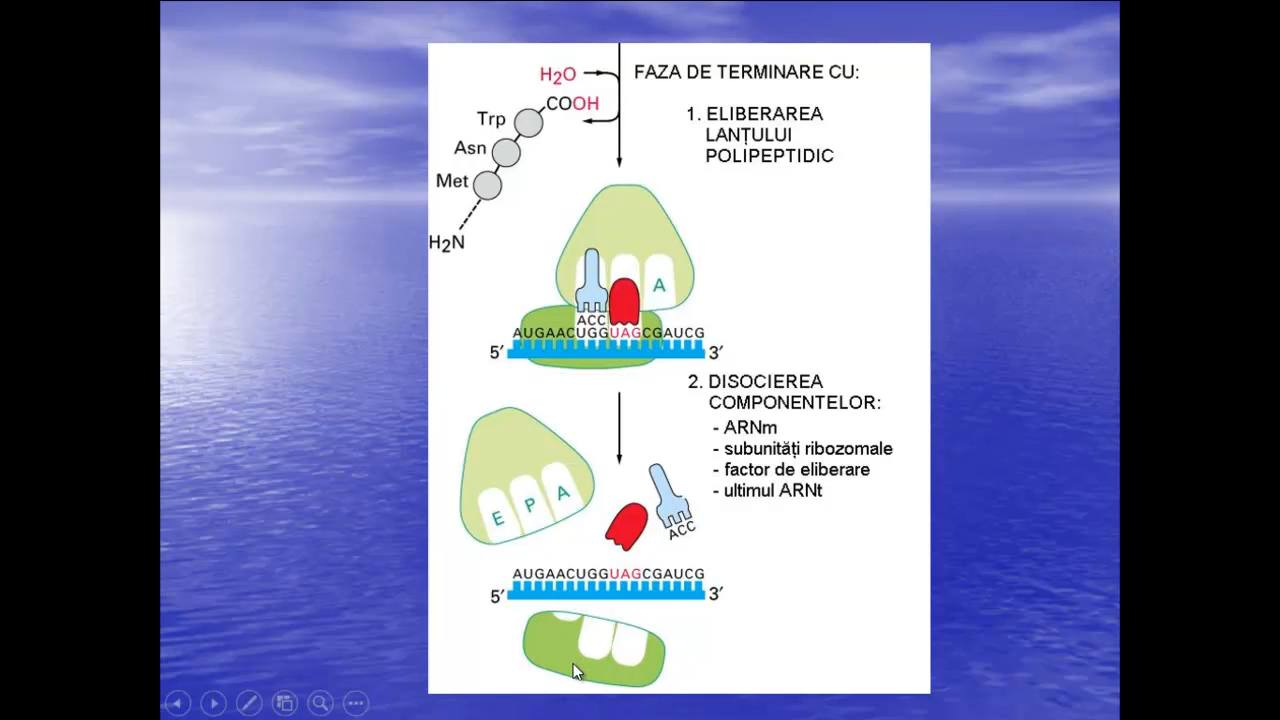 H2O
FAZA DE TERMINARE CU:
COOH
Trp
1. ELIBERAREA
LANȚULUI
POLIPEPTIDIC
Asn
Met
H2N
A
ACC
AUGAACUGGUAGCGAUCG
5′
3′
2. DISOCIEREA
COMPONENTELOR:
- ARNm
- subunități ribozomale
- factor de eliberare
- ultimul ARNt
E P A
ACC
AUGAACUGGUAGCGAUCG
5′
3′